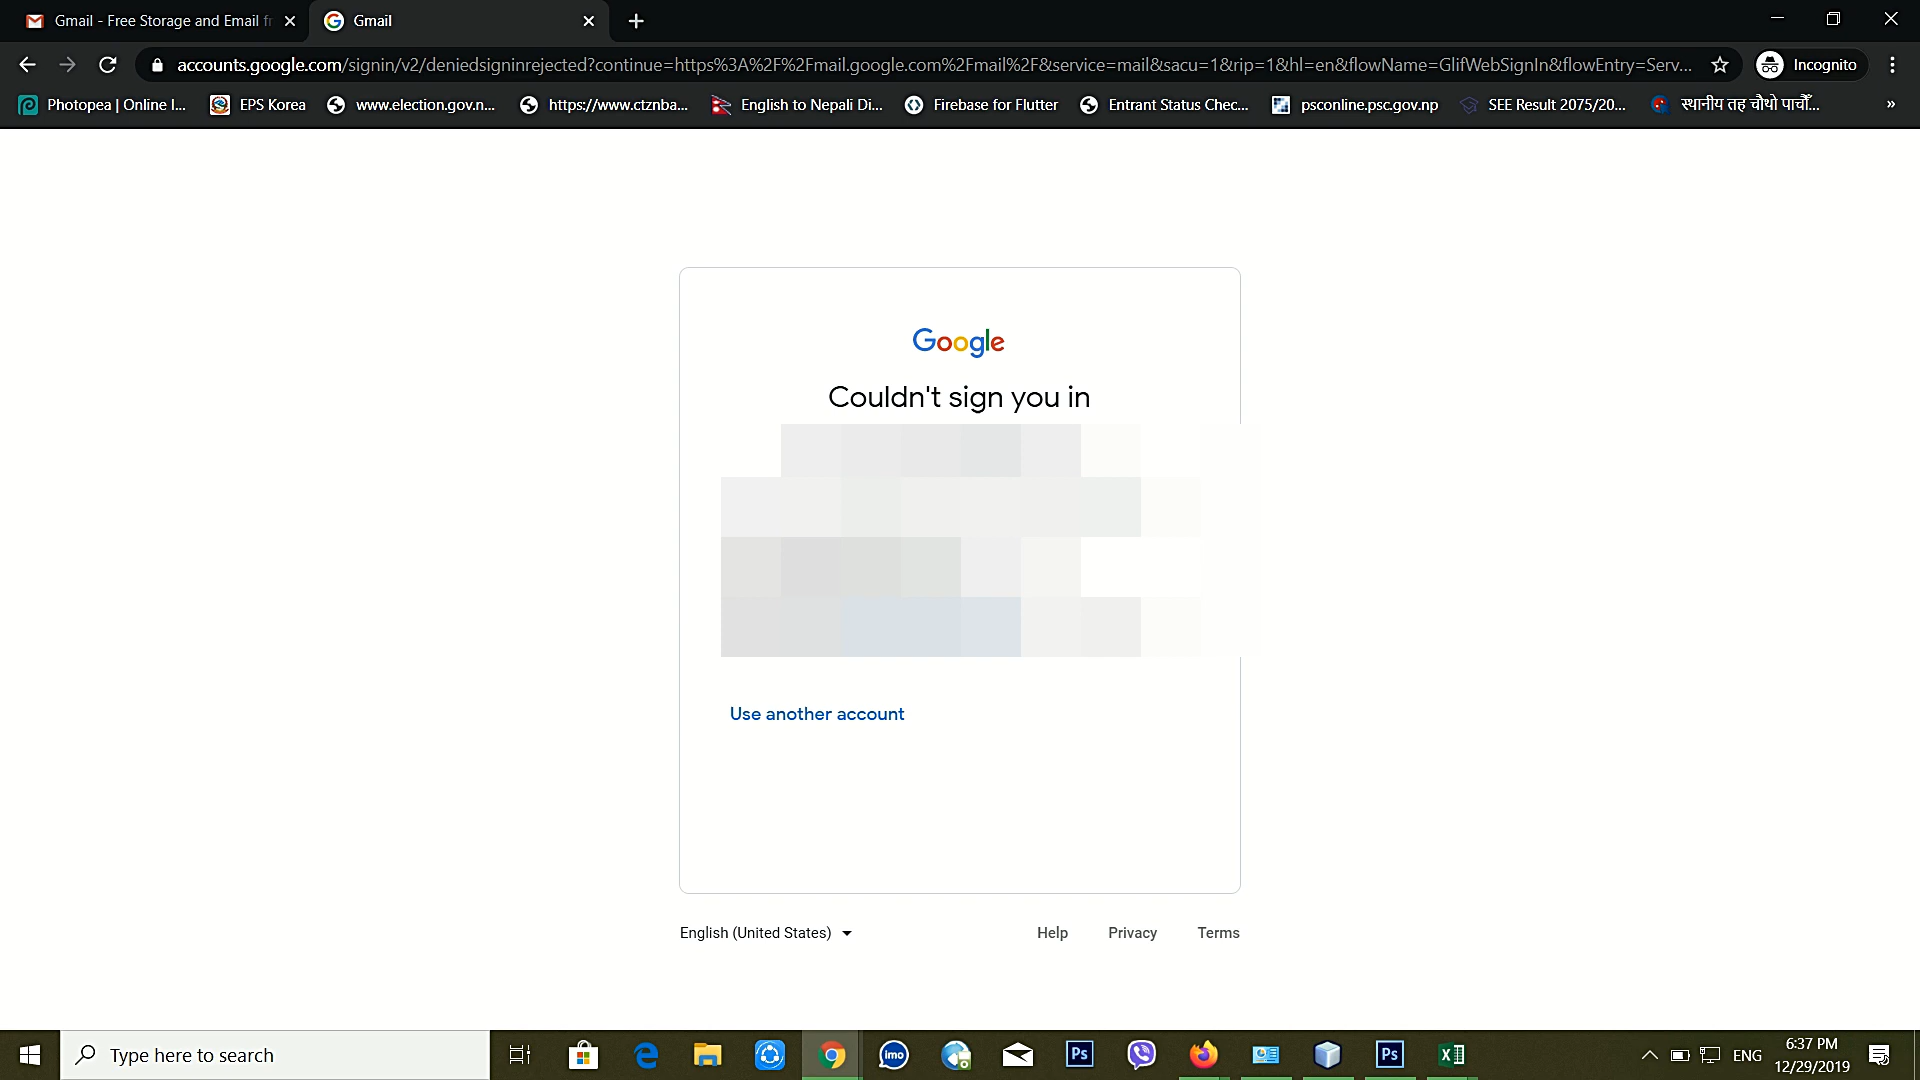 Gmail - Free Storage and Email fr
Gmail
accounts.google.com/signin/v2/deniedsigninrejected?continue=https%3A%2F%2Fmail.google.com%2Fmail%2F&service=mail&sacu=1&rip=1&hl=en&flowName=GlifWebSignIn&flowEntry=Serv...
Incognito
Photopea | Online I...
EPS Korea
www.election.gov.n...
https://www.ctznba...
English to Nepali Di...
Firebase for Flutter
Entrant Status Chec...
psconline.psc.gov.np
SEE Result 2075/20...
स्थानीय तह चौथो पाचौँ...
»
Google
Couldn't sign you in
Use another account
English (United States)
Help
Privacy
Terms
Type here to search
imo
Ps
Ps
ENG
6:37 PM
12/29/2019